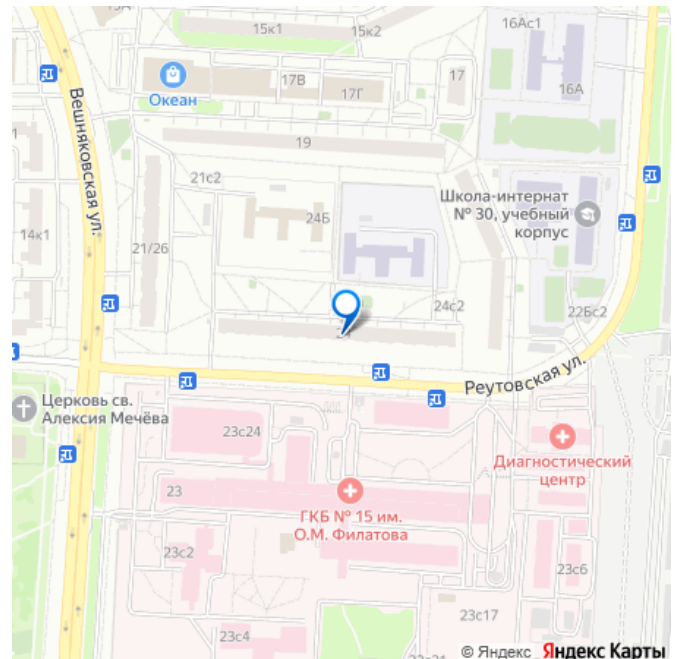 15к1
15к2
16Ас1
17В
17Г
17
16А
Океан
Вешняковская ул.
19
21с2
Школа-интернат
№ 30, учебный
корпус
24Б
14к1
21/26
24с2
22Бс2
Реутовская ул.
Церковь св.
Алексия Мечёва
23с24
Диагностический
центр
23
ГКБ № 15 им.
О.М. Филатова
23с2
23с6
23с17
23с4
© Яндекс Яндекс Карты